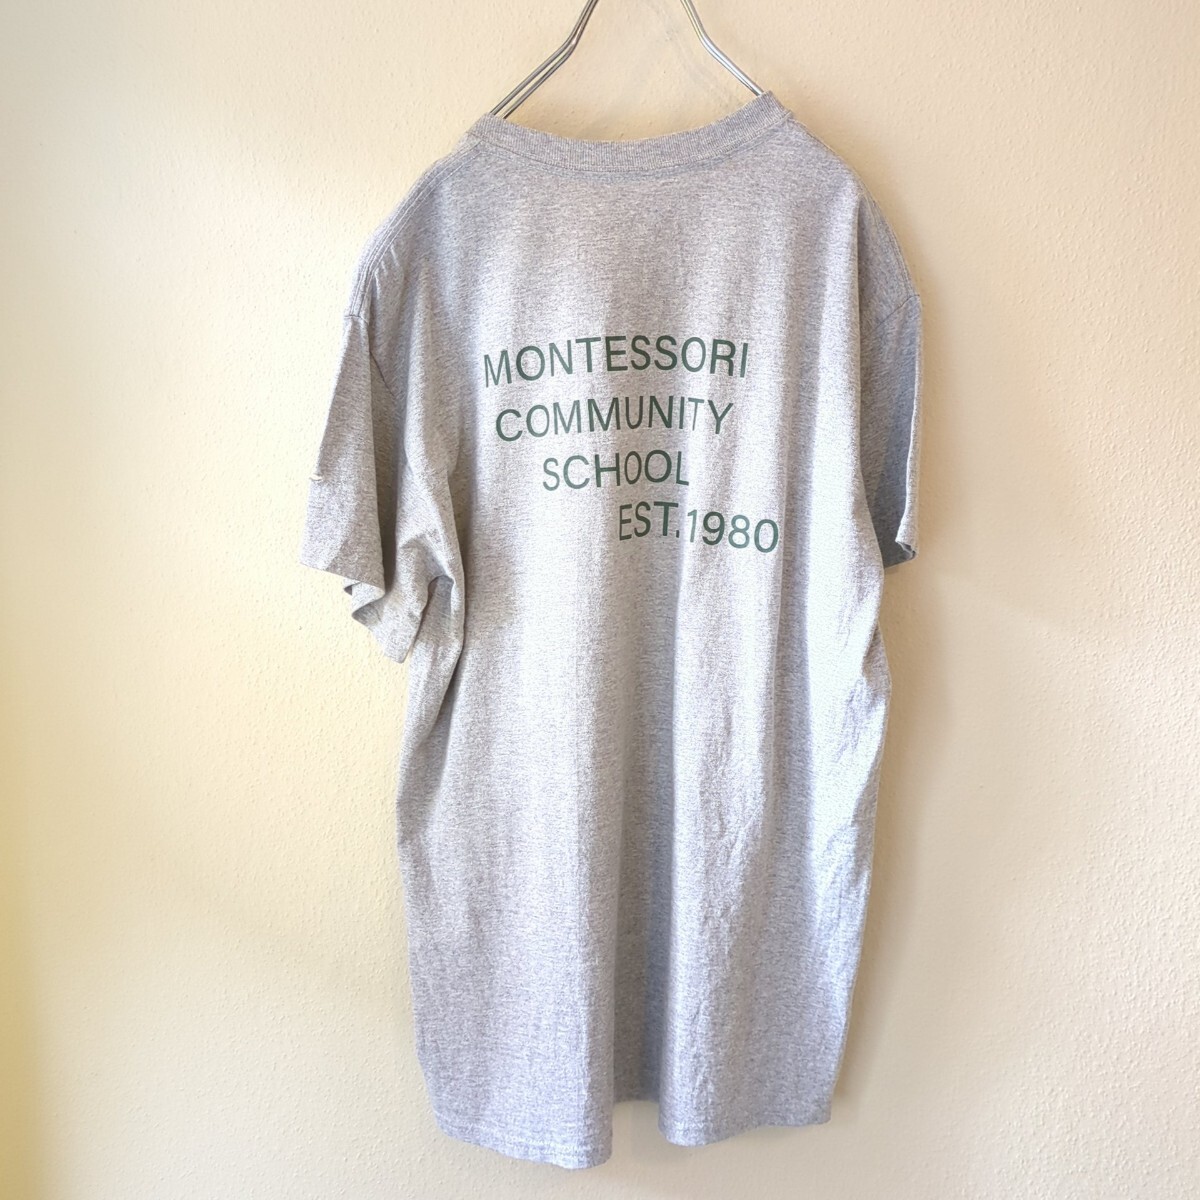 MONTESSORI
COMMUNITY
SCHOOL
EST.1980